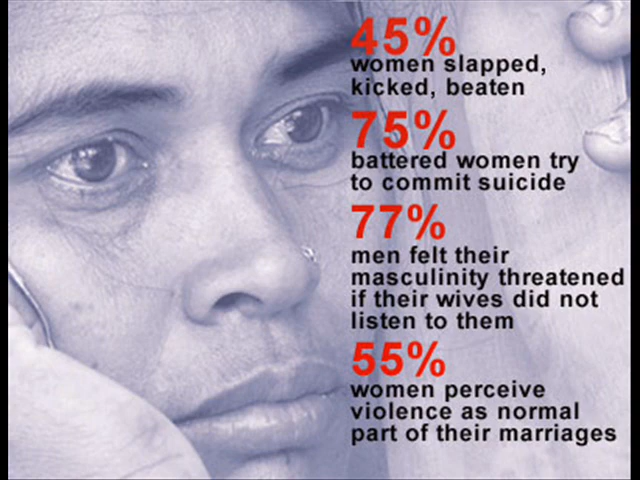 45%
women slapped,
kicked, beaten
75%
battered women try
to commit suicide
77%
men felt their
masculinity threatened
if their wives did not
listen to them
55%
women perceive
violence as normal
part of their marriages